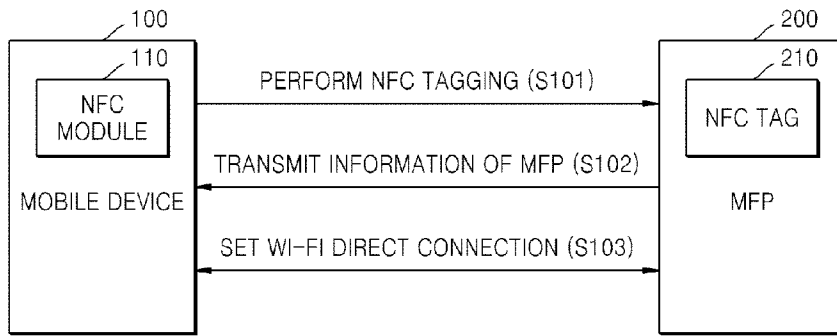 100
200
110
210
PERFORM NFC TAGGING (S101)
NFC
MODULE
NFC TAG
TRANSMIT INFORMATION OF MFP (S102)
MOBILE DEVICE
MFP
SET WI-FI DIRECT CONNECTION (S103)